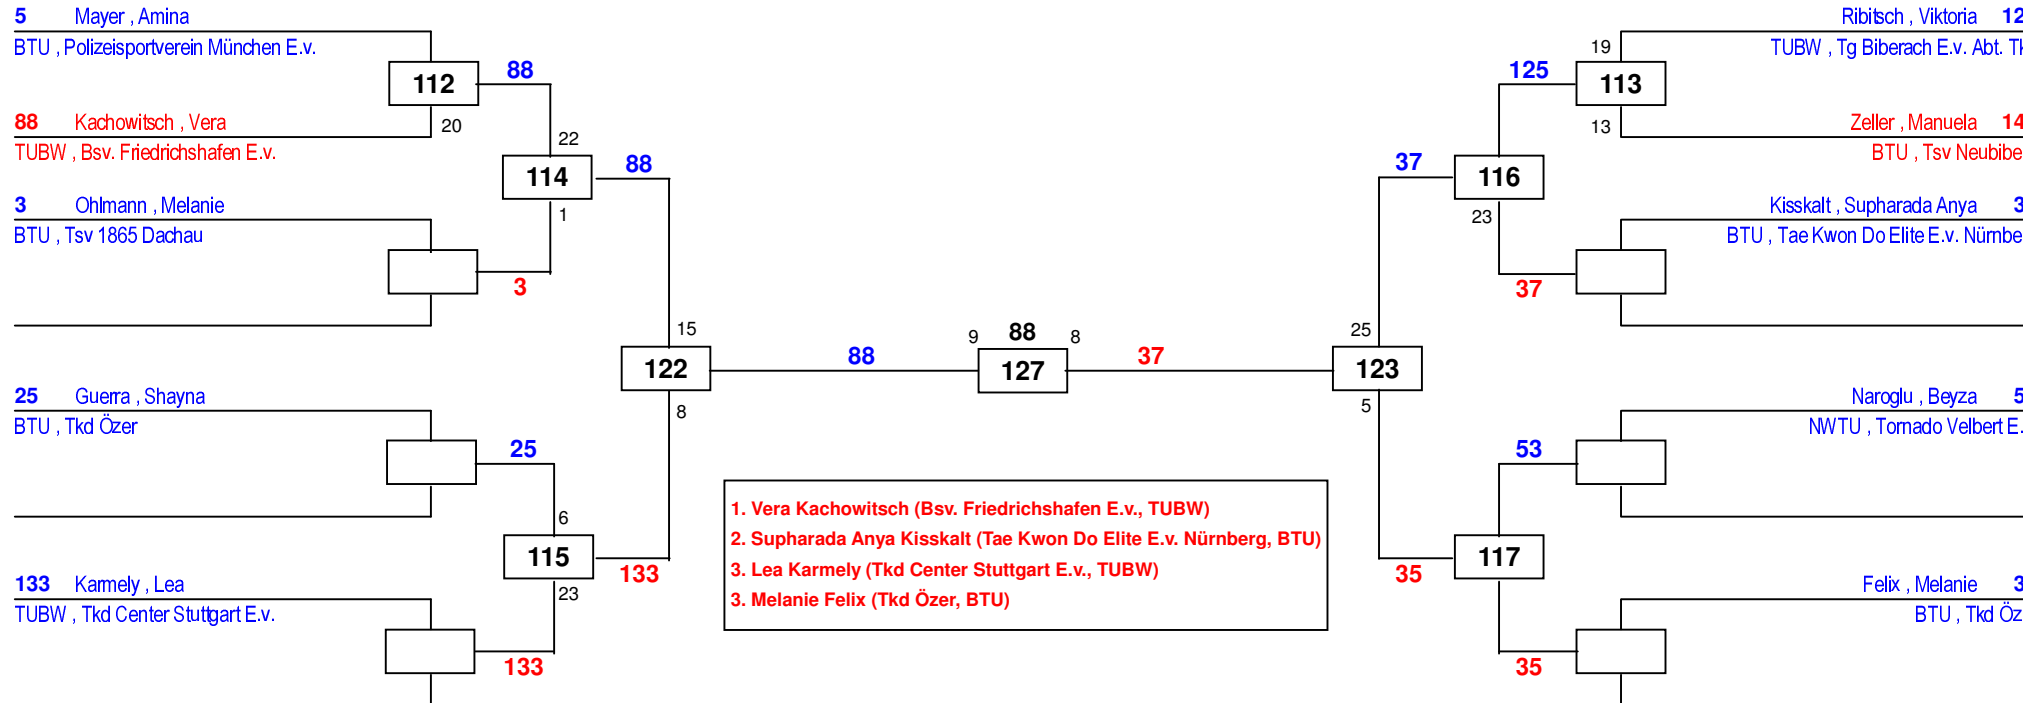 5 Mayer , Amina
BTU , Polizeisportverein München E.v.
112
88
88 Kachowitsch , Vera
20
TUBW , Bsv. Friedrichshafen E.v.
22
114
88
3 Ohlmann , Melanie
1
BTU , Tsv 1865 Dachau
3
15
122
8
25 Guerra , Shayna
BTU , Tkd Özer
25
6
115
133
23
133 Karmely , Lea
TUBW , Tkd Center Stuttgart E.v.
133
88
9 88 8
127
37
1. Vera Kachowitsch (Bsv. Friedrichshafen E.v., TUBW)
2. Supharada Anya Kisskalt (Tae Kwon Do Elite E.v. Nürnberg, BTU)
3. Lea Karmely (Tkd Center Stuttgart E.v., TUBW)
3. Melanie Felix (Tkd Özer, BTU)
Ribitsch , Viktoria 12
19
TUBW , Tg Biberach E.v. Abt.
125
113
13
Zeller , Manuela 14
BTU , Tsv Neubibe
37
116
23
Kisskalt , Supharada Anya 3
BTU , Tae Kwon Do Elite E.v. Nürnbe
37
25
123
5
Naroglu , Beyza 5
NWTU , Tornado Velbert E.
53
117
35
Felix , Melanie 3
BTU , Tkd Öz
35